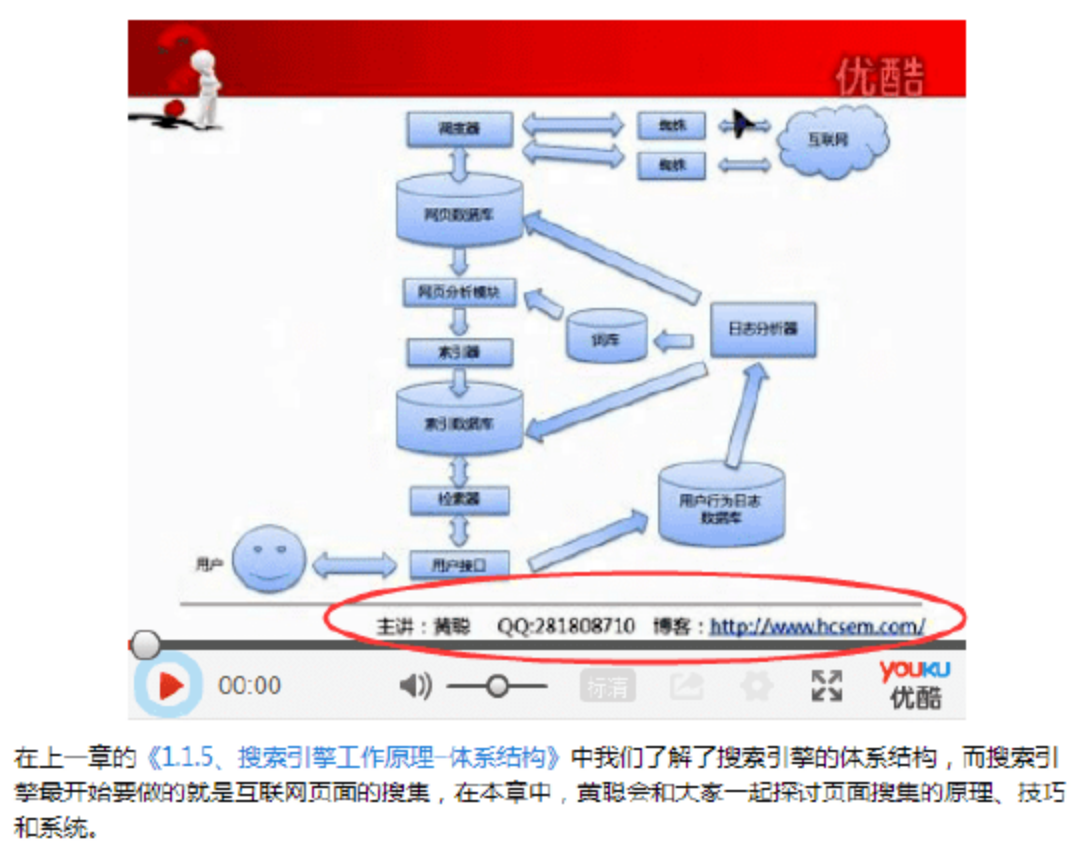 优酷
调度器
蜘蛛
互联网
蜘蛛
网页数据库
网页分析模块
词库
日志分析器
索引器
索引数据库
检索器
用户行为日志
数据库
用户
用户接口
主讲：黄聪 QQ:281808710 博客：http://www.hcsem.com/
00:00
标清
YOUKU
优酷
在上一章的《1.1.5、搜索引擎工作原理-体系结构》中我们了解了搜索引擎的体系结构，而搜索引
擎最开始要做的就是互联网页面的搜集，在本章中，黄聪会和大家一起探讨页面搜集的原理、技巧
和系统。